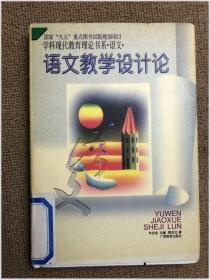 国家“九五”重点图书出版规划项目
学科现代教育理论书系·语文·
语文教学设计论
YUWEN
JIAOXUE
SHEJI LUN
广西教育出版社